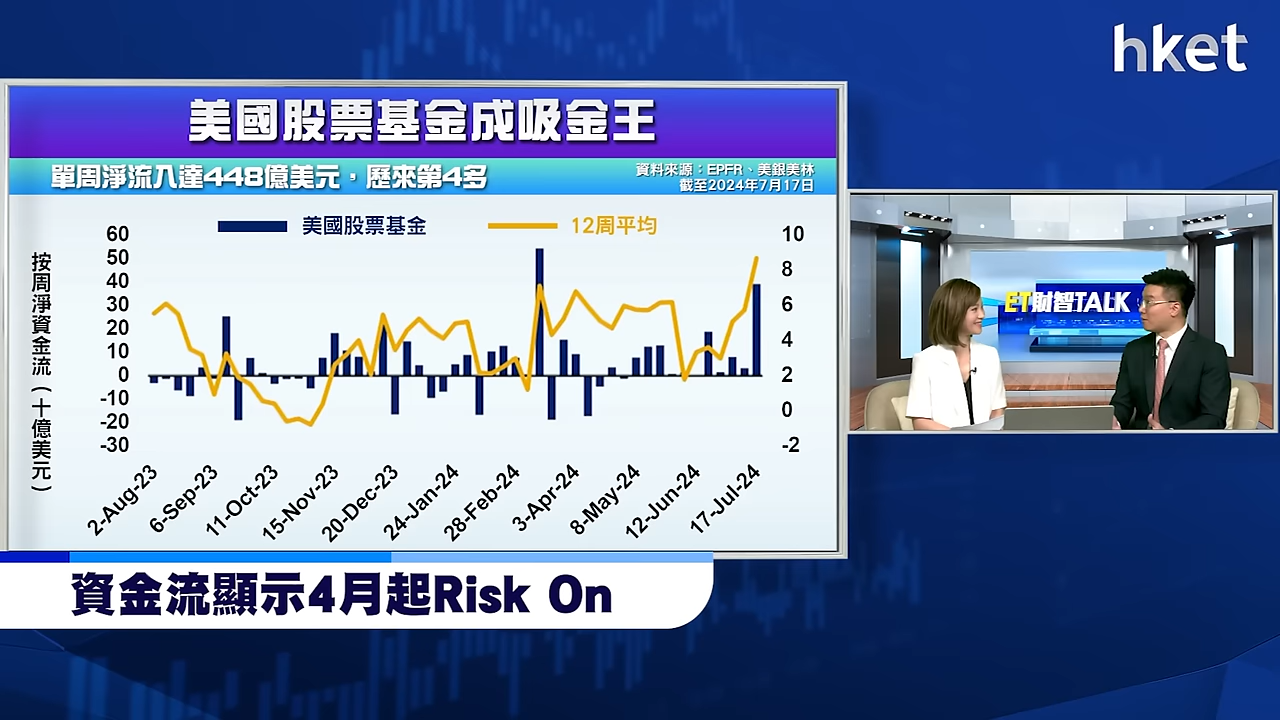 hket
美國股票基金成吸金王
單周淨流入達448億美元，歷來第4多
資料來源：EPFR、美銀美林
截至2024年7月17日
美國股票基金
12周平均
按周淨資金流（十億美元）
60
50
40
30
20
10
0
-10
-20
-30
10
8
6
4
2
0
-2
2-Aug-23
6-Sep-23
11-Oct-23
15-Nov-23
20-Dec-23
24-Jan-24
28-Feb-24
3-Apr-24
8-May-24
12-Jun-24
17-Jul-24
ET財智TALK
資金流顯示4月起Risk On